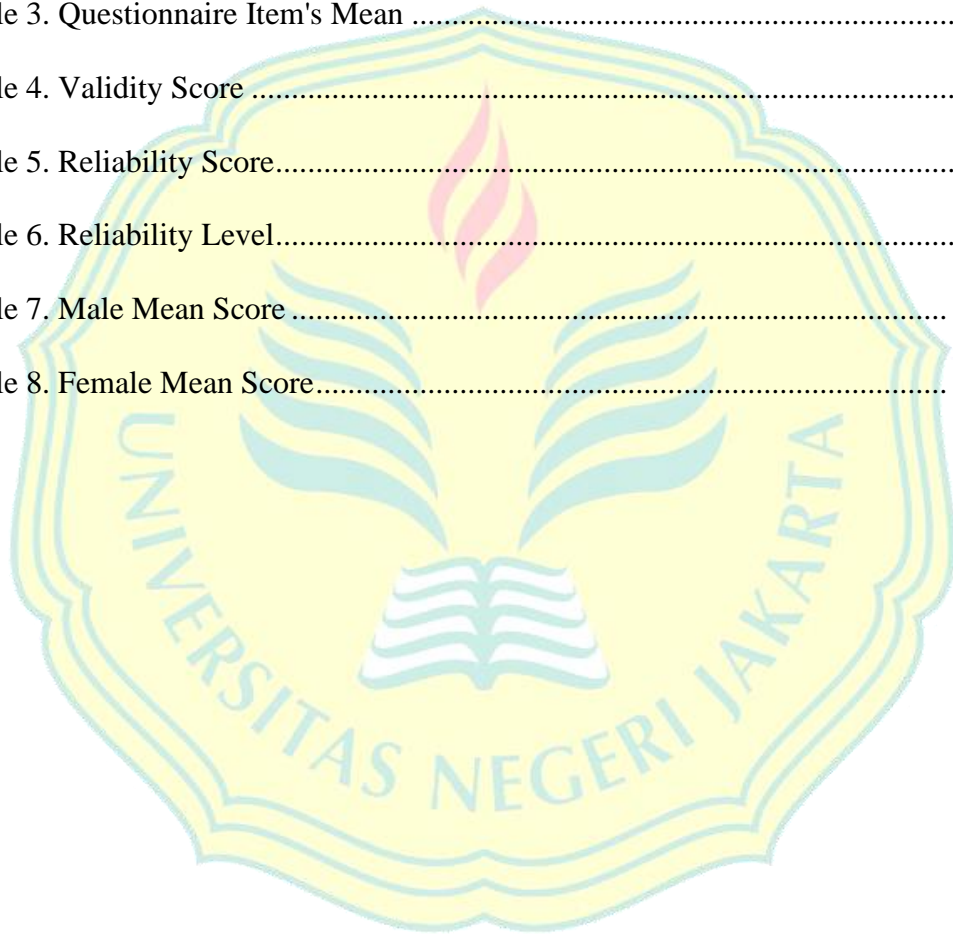 le 3. Questionnaire Item's Mean ........................................................................
le 4. Validity Score ............................................................................................
le 5. Reliability Score.........................................................................................
le 6. Reliability Level.........................................................................................
le 7. Male Mean Score .....................................................................................
le 8. Female Mean Score..................................................................................
UNIVERSITAS NEGERI JAKARTA